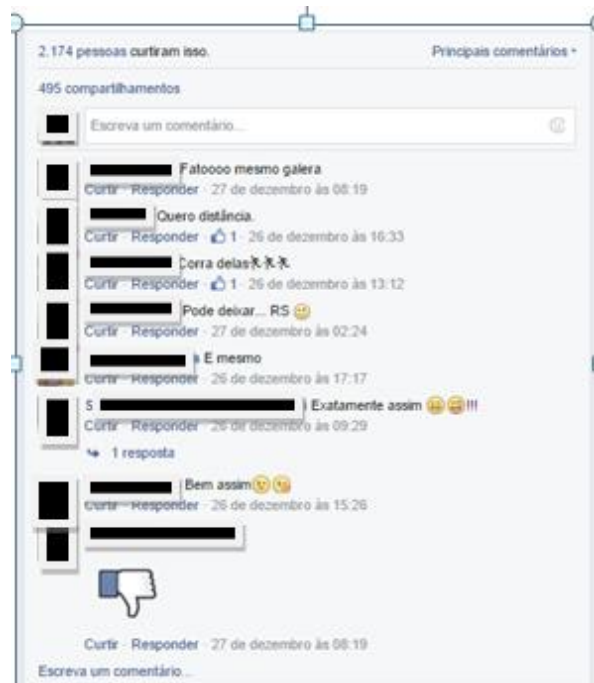 2.174 pessoas curtiram isso. Principais comentários
495 compartilhamentos
Escreva um comentário...
Fatoooo mesmo galera
Curtir · Responder · 27 de dezembro às 08:19
Quero distância.
Curtir · Responder · 1 · 26 de dezembro às 16:33
Corra delas
Curtir · Responder · 1 · 26 de dezembro às 13:12
Pode deixar... RS
Curtir · Responder · 27 de dezembro às 02:24
E mesmo
Curtir · Responder · 26 de dezembro às 17:17
S Exatamente assim !!!
Curtir · Responder · 26 de dezembro às 09:29
1 resposta
Bem assim
Curtir · Responder · 26 de dezembro às 15:26
Curtir · Responder · 27 de dezembro às 08:19
Escreva um comentário...